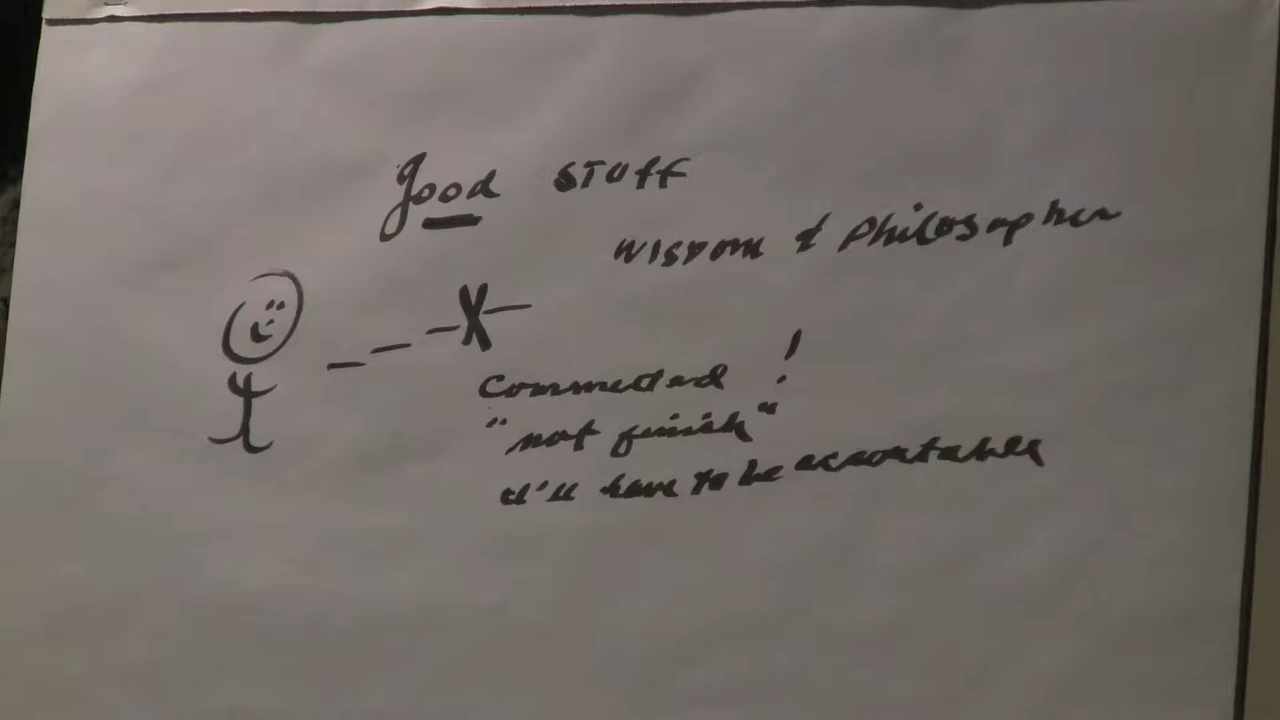 good STUFF
WISDOM & Philosopher
X
Committed !
"not finish"
I'll have to be accountable